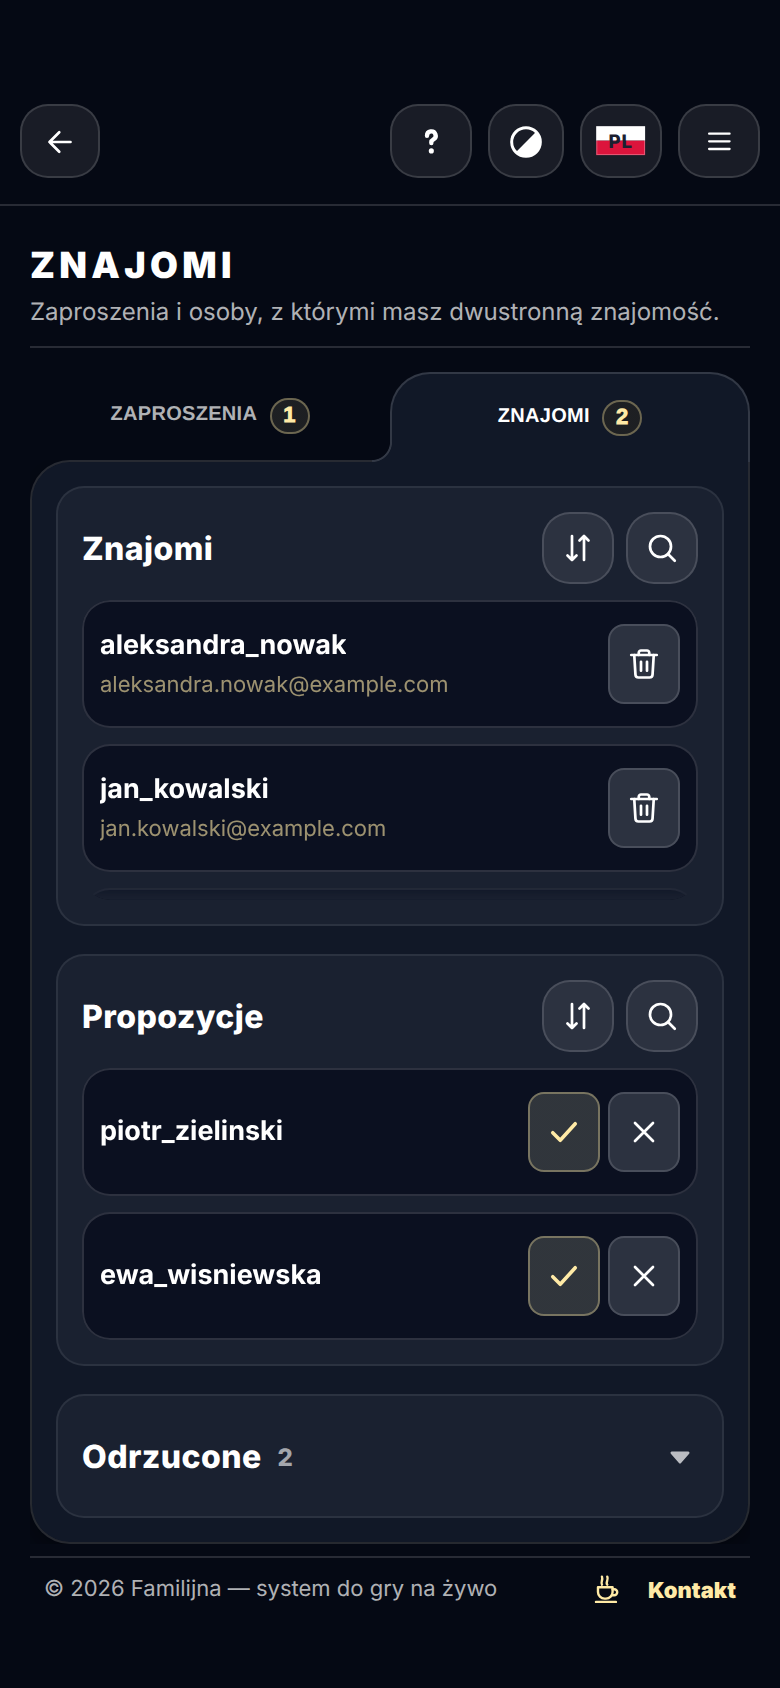 ?
PL
ZNAJOMI
Zaproszenia i osoby, z którymi masz dwustronną znajomość.
ZAPROSZENIA 1
ZNAJOMI 2
Znajomi
aleksandra_nowak
aleksandra.nowak@example.com
jan_kowalski
jan.kowalski@example.com
Propozycje
piotr_zielinski
ewa_wisniewska
Odrzucone 2
© 2026 Familijna — system do gry na żywo
Kontakt